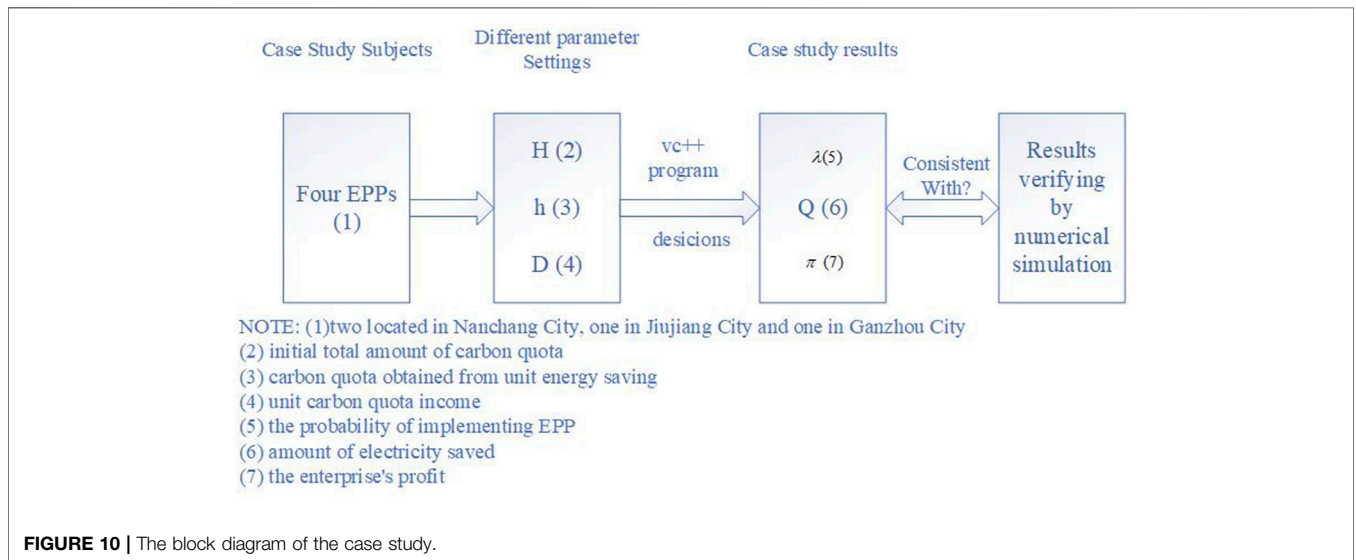 Case Study Subjects
Different parameter
Settings
Case study results
Four EPPs
(1)
H (2)
h (3)
D (4)
vc++
program
desicions
λ(5)
Q (6)
π (7)
Consistent
With?
Results
verifying
by
numerical
simulation
NOTE: (1)two located in Nanchang City, one in Jiujiang City and one in Ganzhou City
(2) initial total amount of carbon quota
(3) carbon quota obtained from unit energy saving
(4) unit carbon quota income
(5) the probability of implementing EPP
(6) amount of electricity saved
(7) the enterprise's profit
FIGURE 10 | The block diagram of the case study.